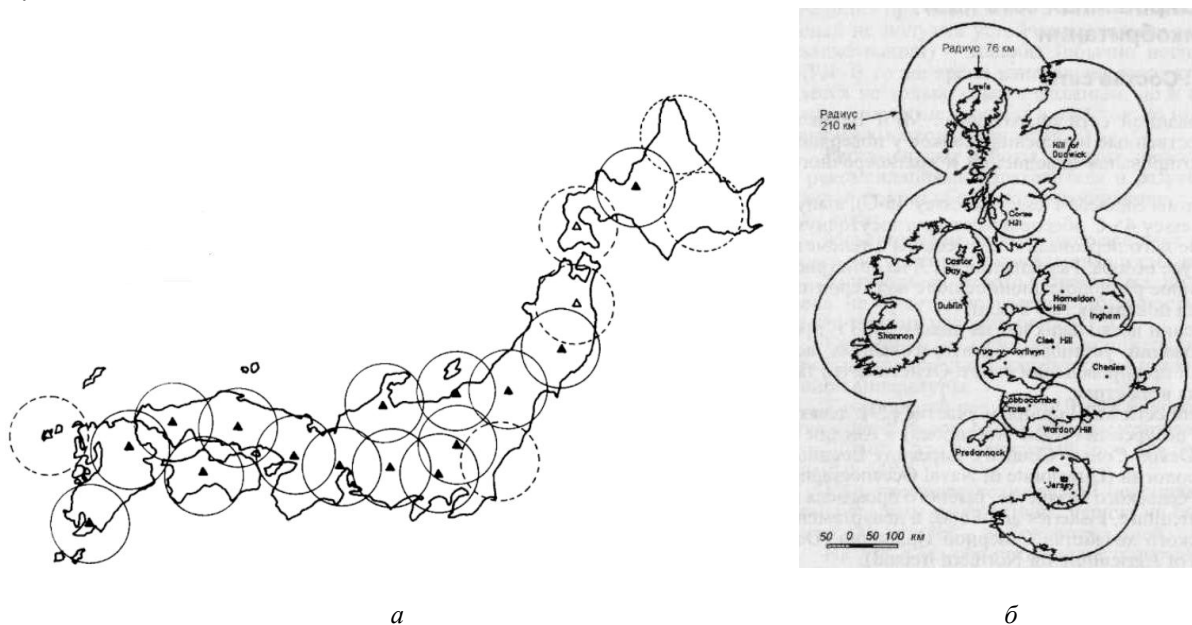 Радиус 76 км
Lewis
Радиус
210 км
Hill of
Dudwick
Corse
Hill
Castor
Bay
Dublin
Hameldon
Hill
Ingham
Shannon
Clee Hill
Crug-y-Gorllwyn
Chenies
Cobbacombe
Cross
Wardon Hill
Predannack
Jersey
50 0 50 100 км
а
б